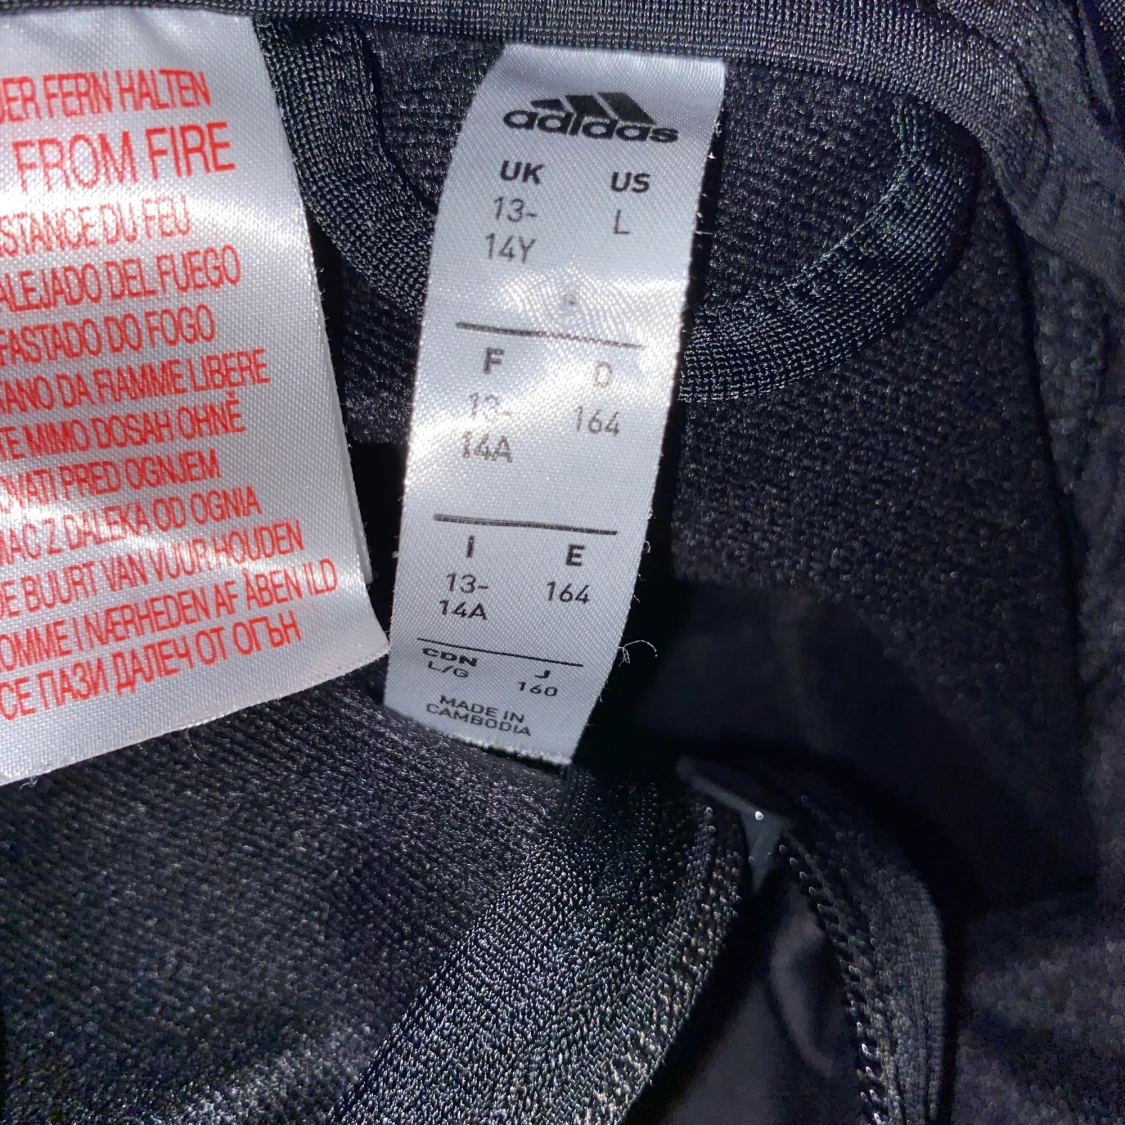 DER FERN HALTEN
FROM FIRE
STANCE DU FEU
ALEJADO DEL FUEGO
FASTADO DO FOGO
TANO DA FIAMME LIBERE
TE MIMO DOSAH OHNĚ
OVATI PRED OGNJEM
MAC Z DALEKA OD OGNIA
DE BUURT VAN VUUR HOUDEN
OMME I NÆRHEDEN AF ÅBEN ILD
СЕ ПАЗИ ДАЛЕЧ ОТ ОГЪН
adidas
UK US
13- L
14Y
F D
13- 164
14A
I E
13- 164
14A
CDN J
L/G 160
MADE IN
CAMBODIA